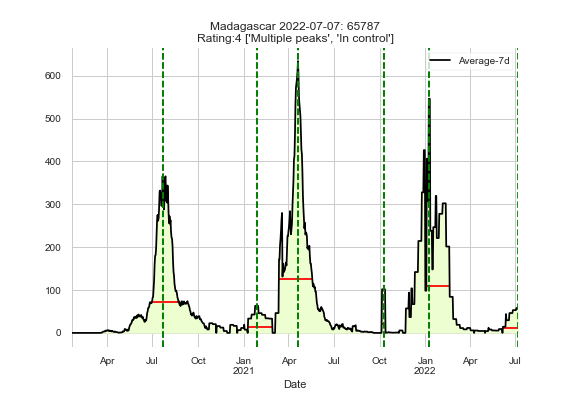 Madagascar 2022-07-07: 65787
Rating:4 ['Multiple peaks', 'In control']
Average-7d
600
500
400
300
200
100
0
Apr Jul Oct Jan Apr Jul Oct Jan Apr Jul
2021 2022
Date